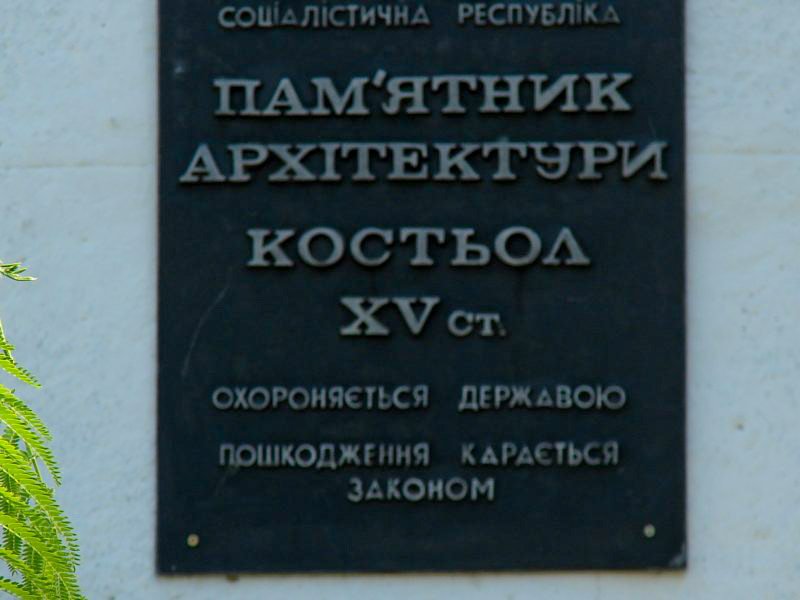 СОЦІАЛІСТИЧНА РЕСПУБЛІКА
ПАМ'ЯТНИК
АРХІТЕКТУРИ
КОСТЬОЛ
XV ст.
ОХОРОНЯЄТЬСЯ ДЕРЖАВОЮ
ПОШКОДЖЕННЯ КАРАЄТЬСЯ
ЗАКОНОМ